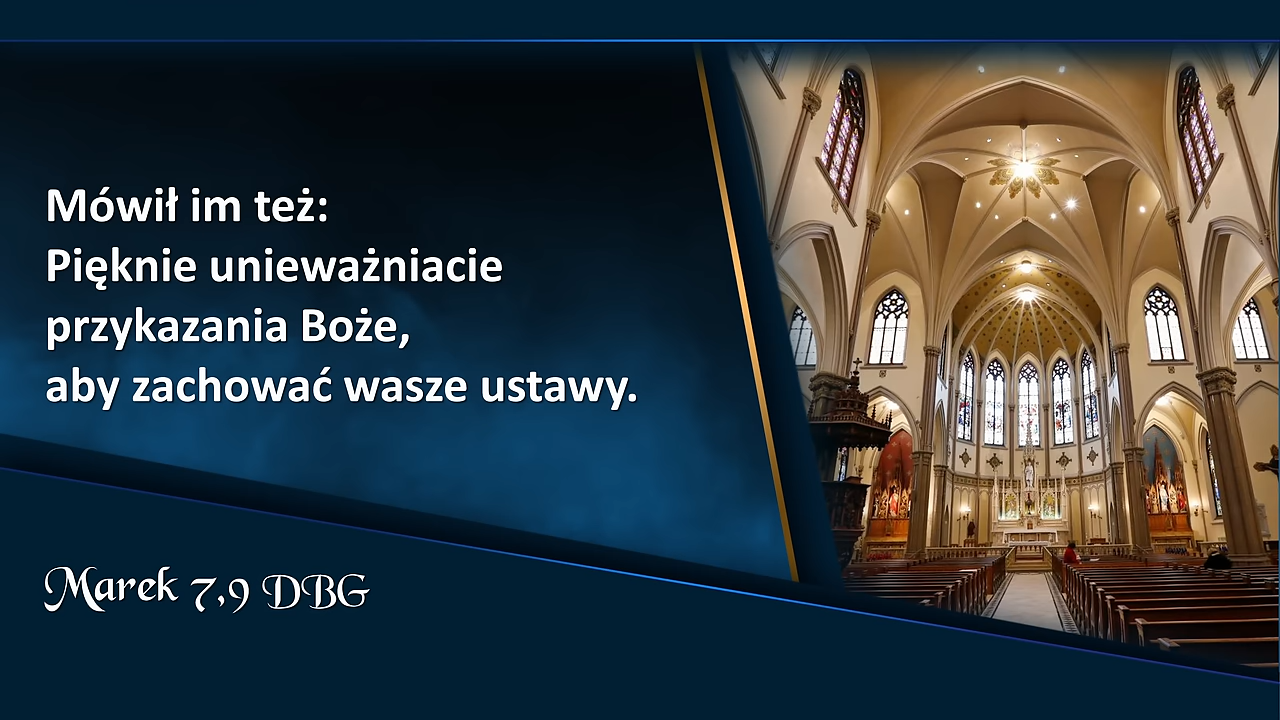 Mówił im też:
Pięknie unieważniacie
przykazania Boże,
aby zachować wasze ustawy.
Marek 7,9 DBG